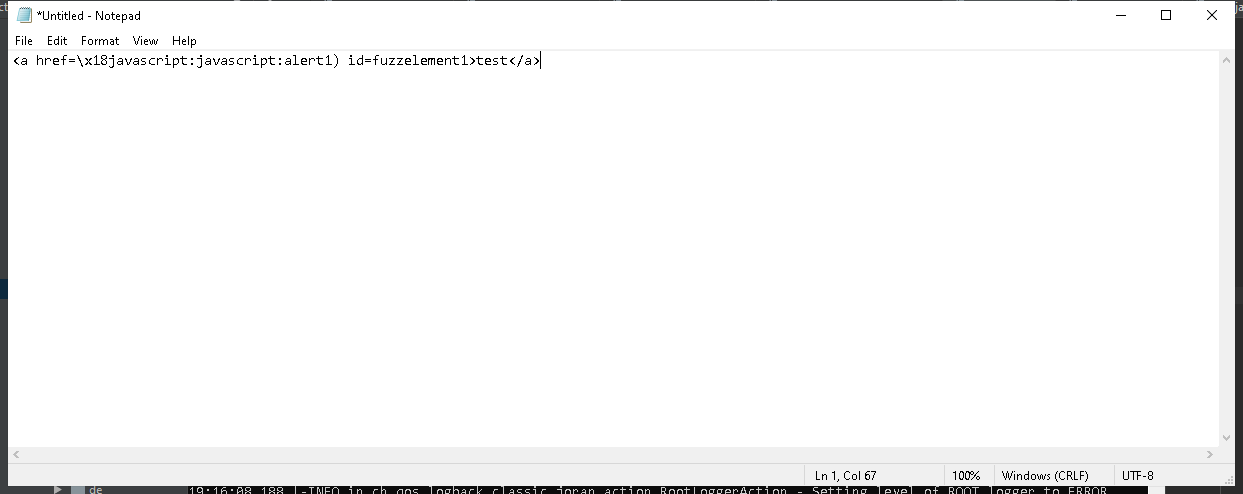 *Untitled - Notepad
File Edit Format View Help
<a href=\x18javascript:javascript:alert1) id=fuzzelement1>test</a>
Ln 1, Col 67 100% Windows (CRLF) UTF-8
de 19:16:08,188 |-INFO in ch.qos.logback.classic.joran.action.RootLoggerAction - Setting level of ROOT logger to ERROR